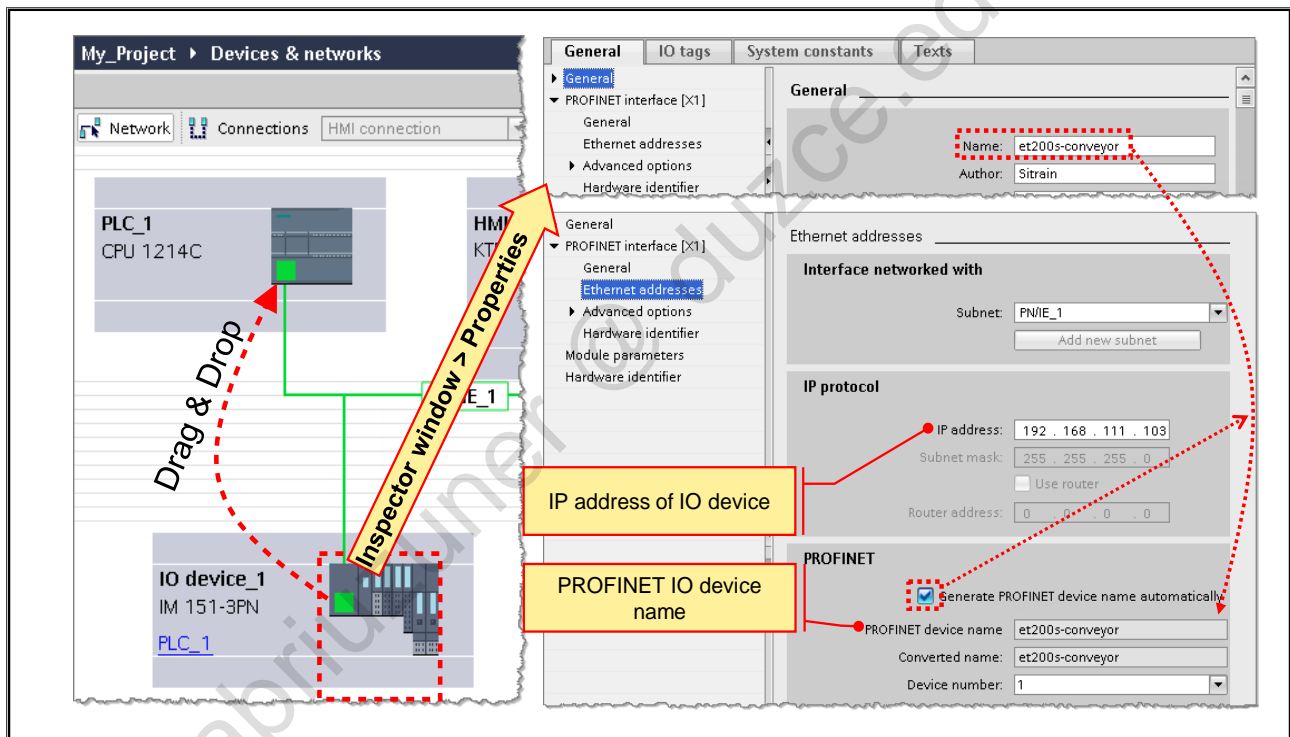 My_Project ▸ Devices & networks
Network Connections HMI connection
PLC_1
CPU 1214C
HMI
Drag & Drop
Inspector window > Properties
IE_1
IO device_1
IM 151-3PN
PLC_1
General IO tags System constants Texts
General
PROFINET interface [X1]
General
Ethernet addresses
Advanced options
Hardware identifier
General
Name: et200s-conveyor
Author: Sitrain
General
PROFINET interface [X1]
General
Ethernet addresses
Advanced options
Hardware identifier
Module parameters
Hardware identifier
Ethernet addresses
Interface networked with
Subnet: PN/IE_1
Add new subnet
IP protocol
IP address: 192 . 168 . 111 . 103
Subnet mask: 255 . 255 . 255 . 0
Use router
Router address: 0 . 0 . 0 . 0
IP address of IO device
PROFINET
Generate PROFINET device name automatically
PROFINET device name et200s-conveyor
Converted name: et200s-conveyor
Device number: 1
PROFINET IO device
name